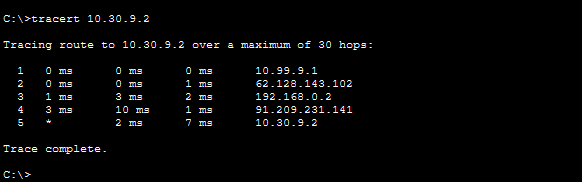 C:\>tracert 10.30.9.2
Tracing route to 10.30.9.2 over a maximum of 30 hops:
1 0 ms 0 ms 0 ms 10.99.9.1
2 0 ms 0 ms 1 ms 62.128.143.102
3 1 ms 3 ms 2 ms 192.168.0.2
4 3 ms 10 ms 1 ms 91.209.231.141
5 * 2 ms 7 ms 10.30.9.2
Trace complete.
C:\>